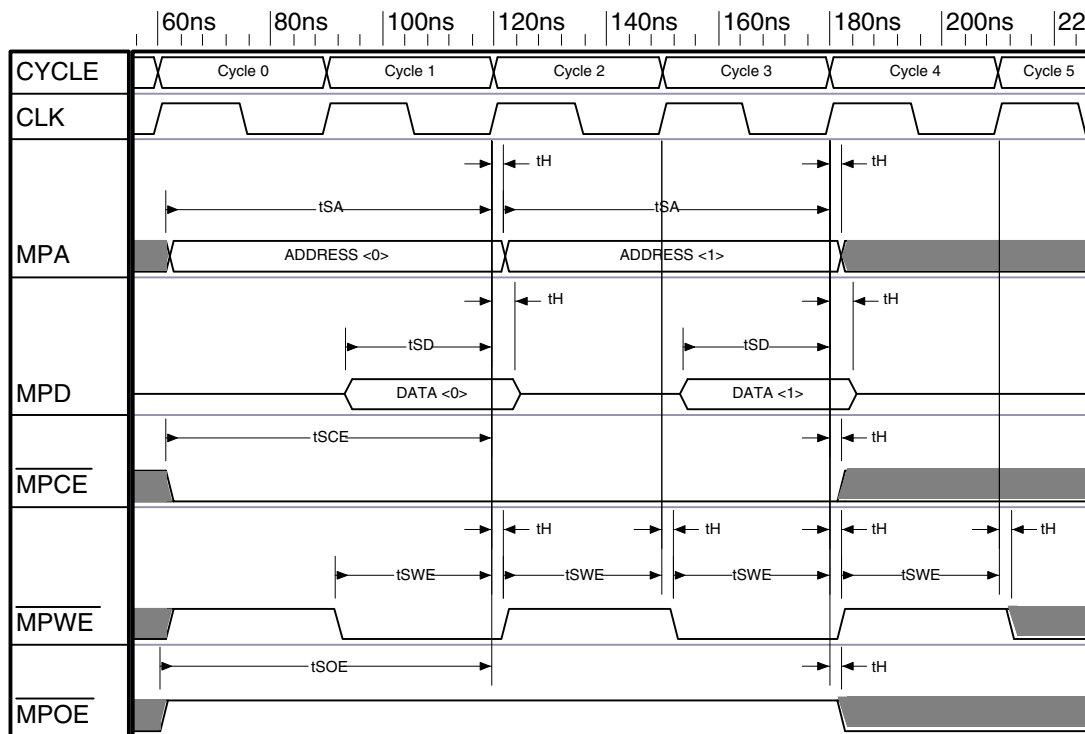 60ns 80ns 100ns 120ns 140ns 160ns 180ns 200ns 22
CYCLE Cycle 0 Cycle 1 Cycle 2 Cycle 3 Cycle 4 Cycle 5
CLK
tH tH
tSA tSA
MPA ADDRESS <0> ADDRESS <1>
tH tH
tSD tSD
MPD DATA <0> DATA <1>
tSCE tH
MPCE
tH tH tH tH
tSWE tSWE tSWE tSWE
MPWE
tSOE tH
MPOE